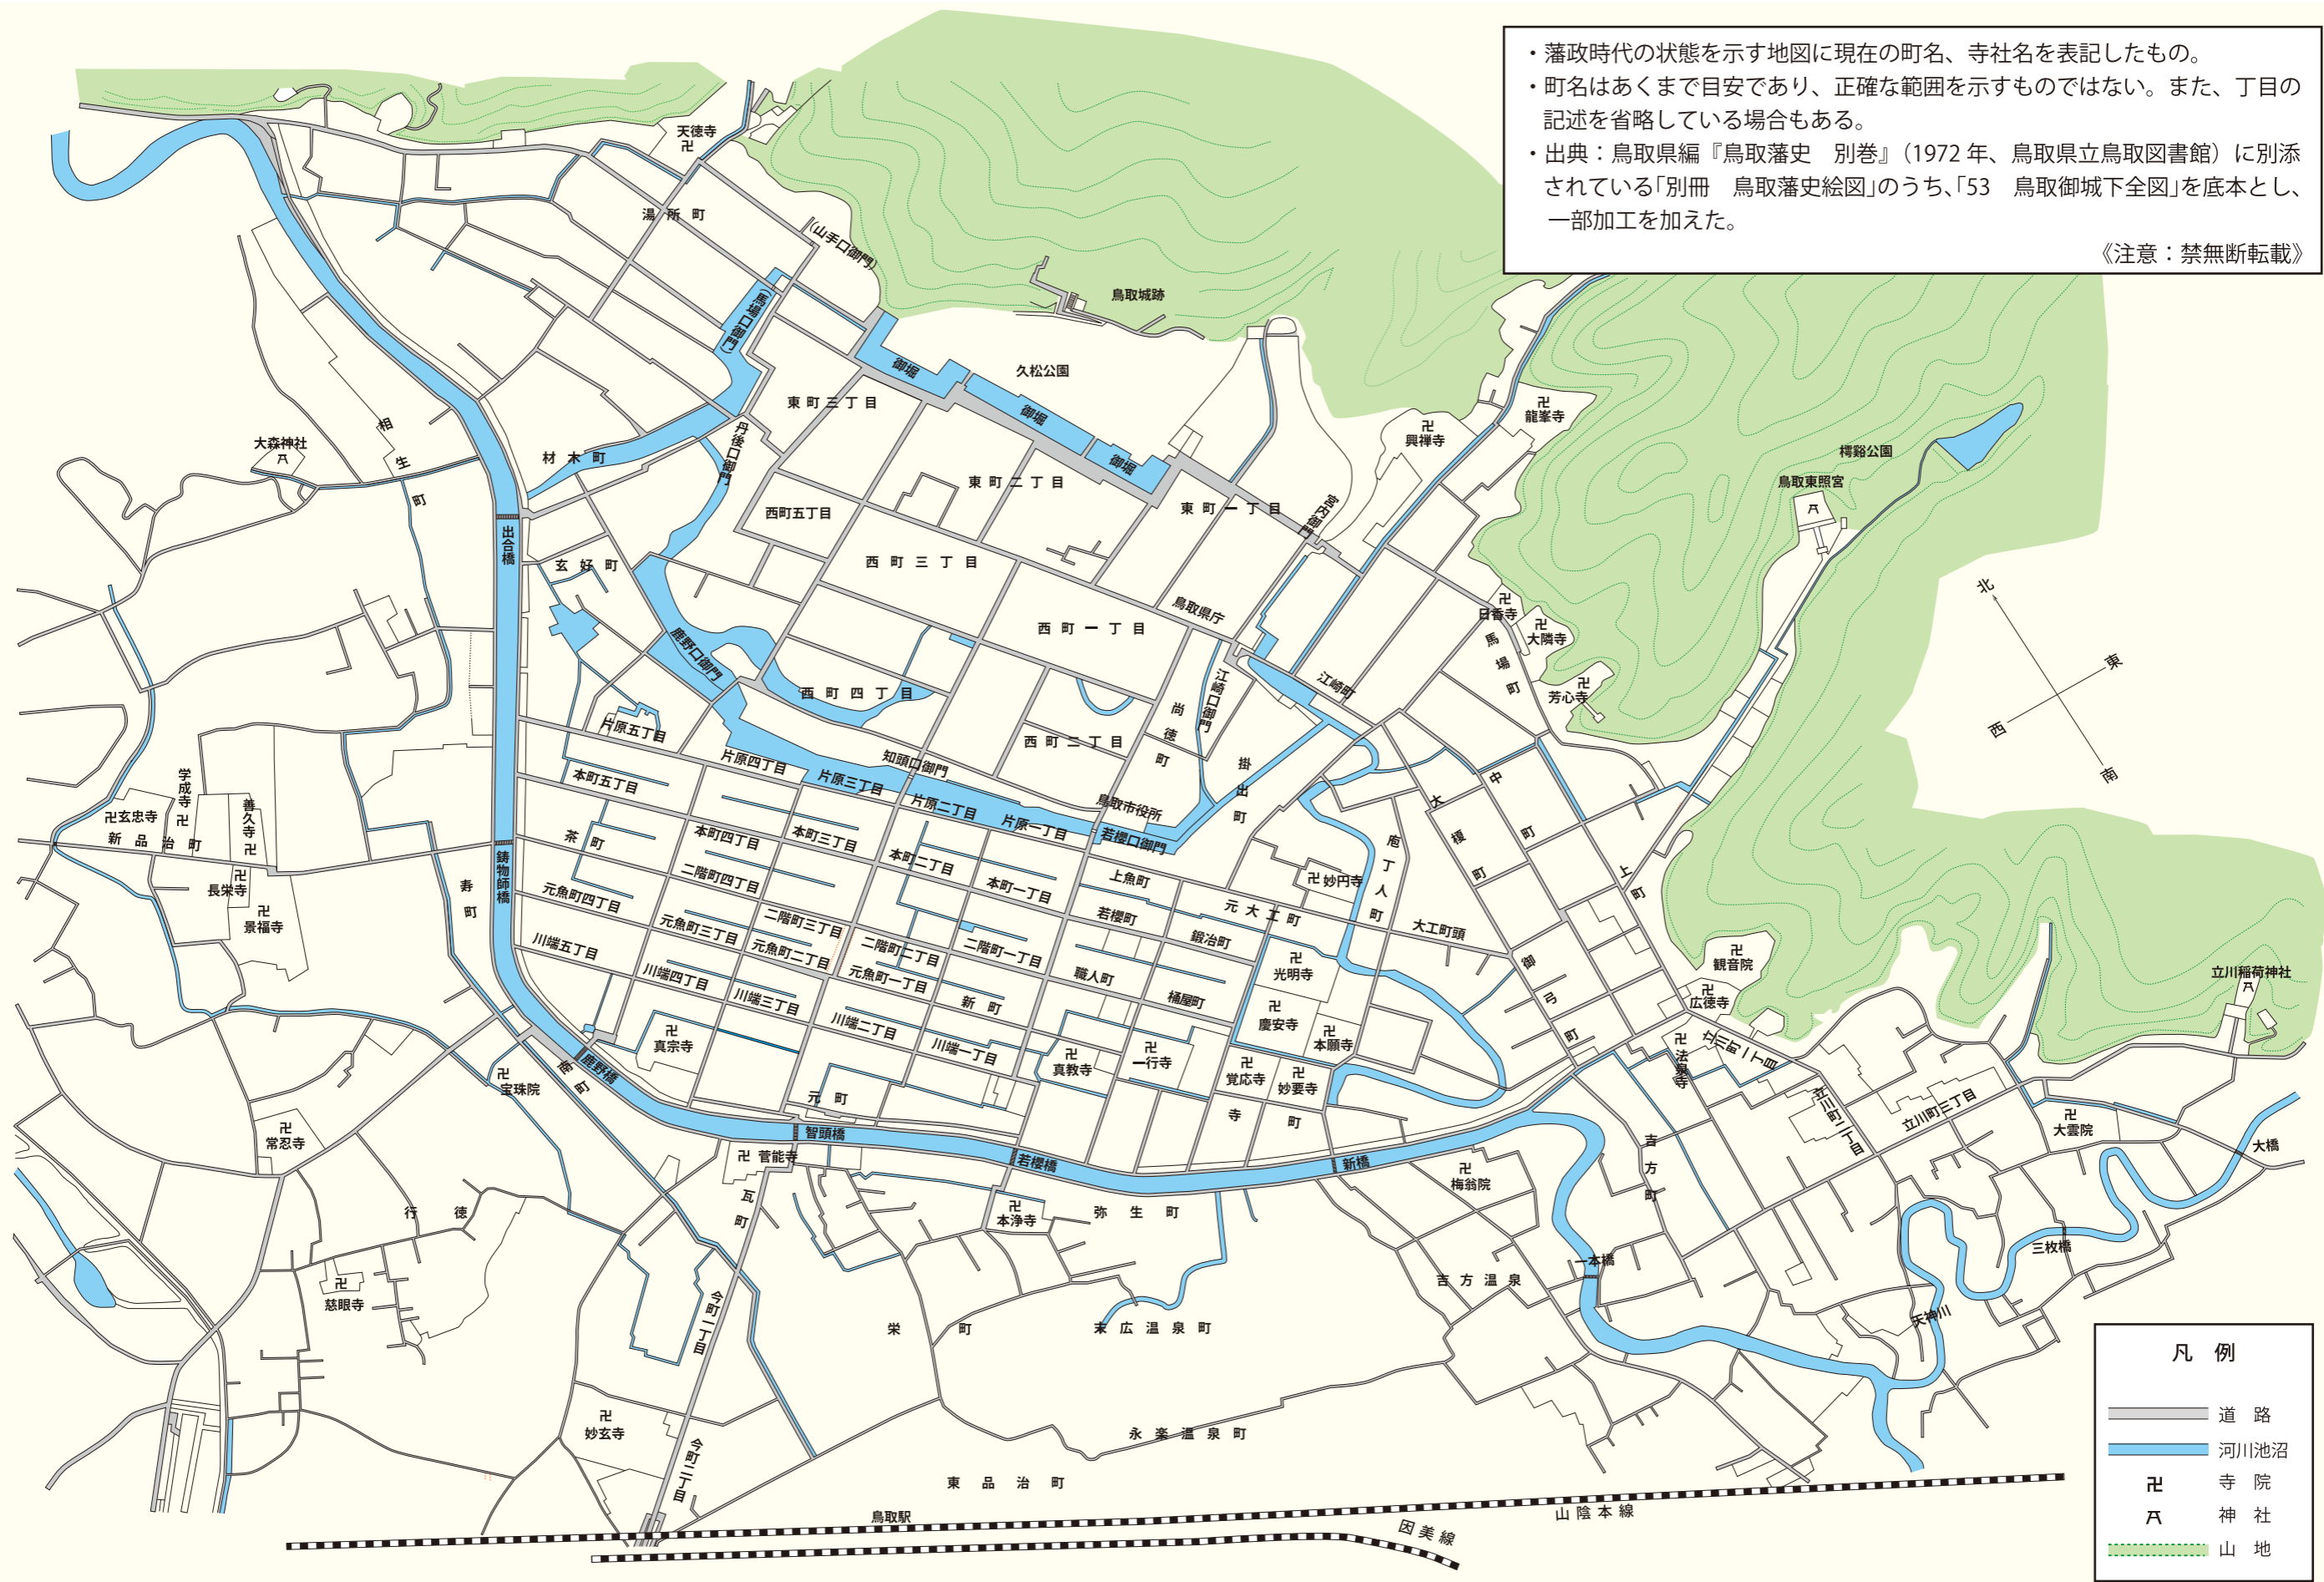 ・藩政時代の状態を示す地図に現在の町名、寺社名を表記したもの。
・町名はあくまで目安であり、正確な範囲を示すものではない。また、丁目の
記述を省略している場合もある。
・出典：鳥取県編『鳥取藩史　別巻』（1972 年、鳥取県立鳥取図書館）に別添
されている「別冊　鳥取藩史絵図」のうち、「53　鳥取御城下全図」を底本とし、
一部加工を加えた。
《注意：禁無断転載》
天徳寺
湯所町
（山手口御門）
（馬場口御門）
鳥取城跡
久松公園
御堀
御堀
御堀
東町三丁目
丹後口御門
東町二丁目
東町一丁目
宮内御門
興禅寺
龍峯寺
樗谿公園
鳥取東照宮
大森神社
相生町
材木町
出合橋
西町五丁目
西町三丁目
玄好町
鹿野口御門
西町一丁目
鳥取県庁
日香寺
大隣寺
馬場町
芳心寺
北
東
西
南
江崎町
江崎口御門
尚徳町
西町四丁目
西町二丁目
片原五丁目
片原四丁目
片原三丁目
知頭口御門
片原二丁目
片原一丁目
鳥取市役所
若櫻口御門
掛出町
大榎町
中町
上町
庖丁人町
学成寺
玄忠寺
善久寺
新品治町
長栄寺
景福寺
寿町
鋳物師橋
本町五丁目
本町四丁目
本町三丁目
本町二丁目
本町一丁目
茶町
二階町四丁目
二階町三丁目
二階町二丁目
二階町一丁目
元魚町四丁目
元魚町三丁目
元魚町二丁目
元魚町一丁目
川端五丁目
川端四丁目
川端三丁目
川端二丁目
川端一丁目
新町
上魚町
若櫻町
鍛冶町
職人町
桶屋町
元大工町
妙円寺
大工町頭
御弓町
光明寺
慶安寺
本願寺
観音院
広徳寺
法泉寺
立川町一丁目
立川町二丁目
立川町三丁目
立川稲荷神社
大雲院
大橋
三枚橋
天神川
真宗寺
真教寺
一行寺
覚応寺
妙要寺
寺町
元町
鹿野橋
南町
宝珠院
常忍寺
智頭橋
菅能寺
若櫻橋
新橋
瓦町
本浄寺
弥生町
梅翁院
吉方町
一本橋
吉方温泉
行徳
慈眼寺
今町一丁目
栄町
末広温泉町
妙玄寺
今町二丁目
永楽温泉町
東品治町
鳥取駅
山陰本線
因美線
凡例
道路
河川池沼
寺院
神社
山地